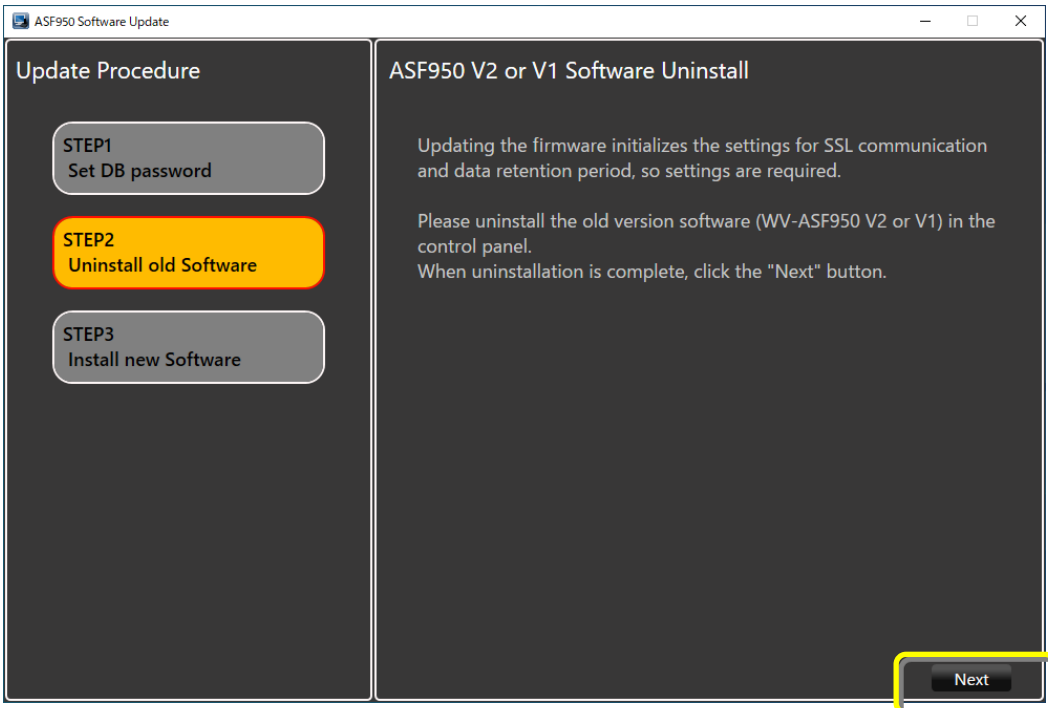 ASF950 Software Update
Update Procedure
STEP1
Set DB password
STEP2
Uninstall old Software
STEP3
Install new Software
ASF950 V2 or V1 Software Uninstall
Updating the firmware initializes the settings for SSL communication
and data retention period, so settings are required.
Please uninstall the old version software (WV-ASF950 V2 or V1) in the
control panel.
When uninstallation is complete, click the "Next" button.
Next